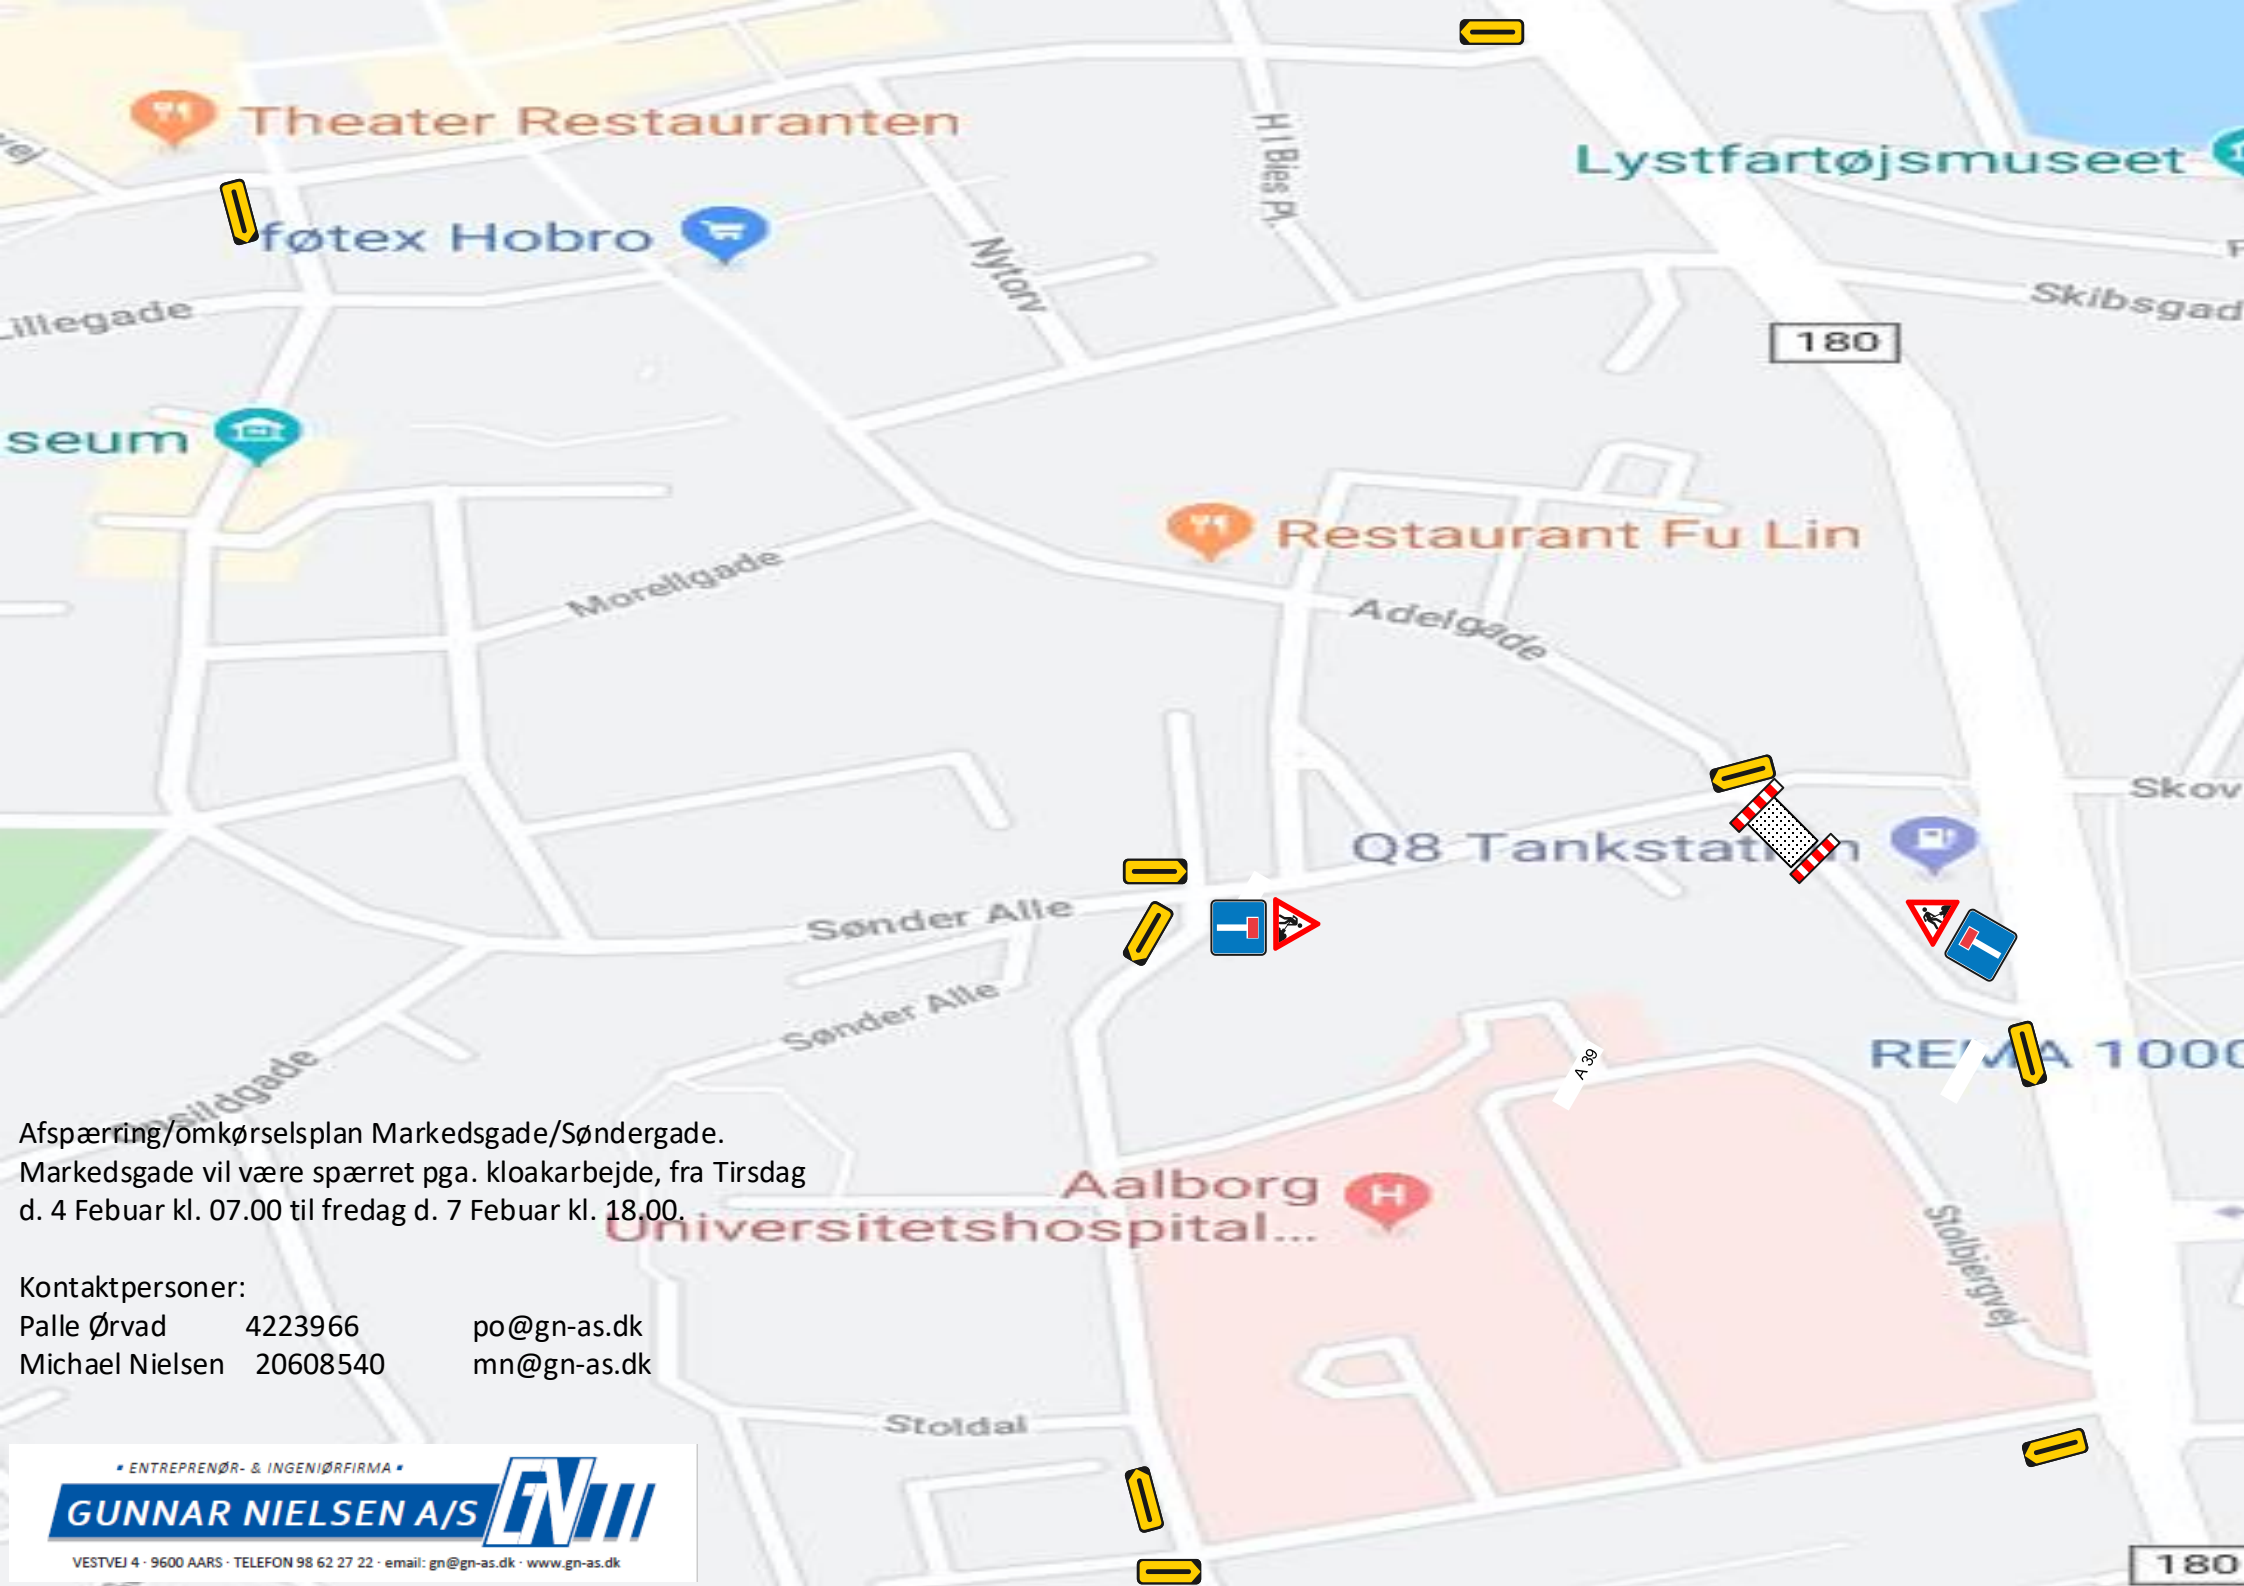 Theater Restauranten
H I Bies Pl.
Lystfartøjsmuseet
føtex Hobro
Nytorv
Lillegade
Skibsgad
180
seum
Restaurant Fu Lin
Morellgade
Adelgade
Skov
Q8 Tankstati n
Sønder Alle
Sønder Alle
REMA 1000
A 39
Onsildgade
Afspærring/omkørselsplan Markedsgade/Søndergade.
Markedsgade vil være spærret pga. kloakarbejde, fra Tirsdag
d. 4 Febuar kl. 07.00 til fredag d. 7 Febuar kl. 18.00.
Aalborg
Universitetshospital...
Stolbjergvej
Kontaktpersoner:
Palle Ørvad 4223966 po@gn-as.dk
Michael Nielsen 20608540 mn@gn-as.dk
Stoldal
▪ ENTREPRENØR- & INGENIØRFIRMA ▪
GUNNAR NIELSEN A/S GN
VESTVEJ 4 · 9600 AARS · TELEFON 98 62 27 22 · email: gn@gn-as.dk · www.gn-as.dk
180